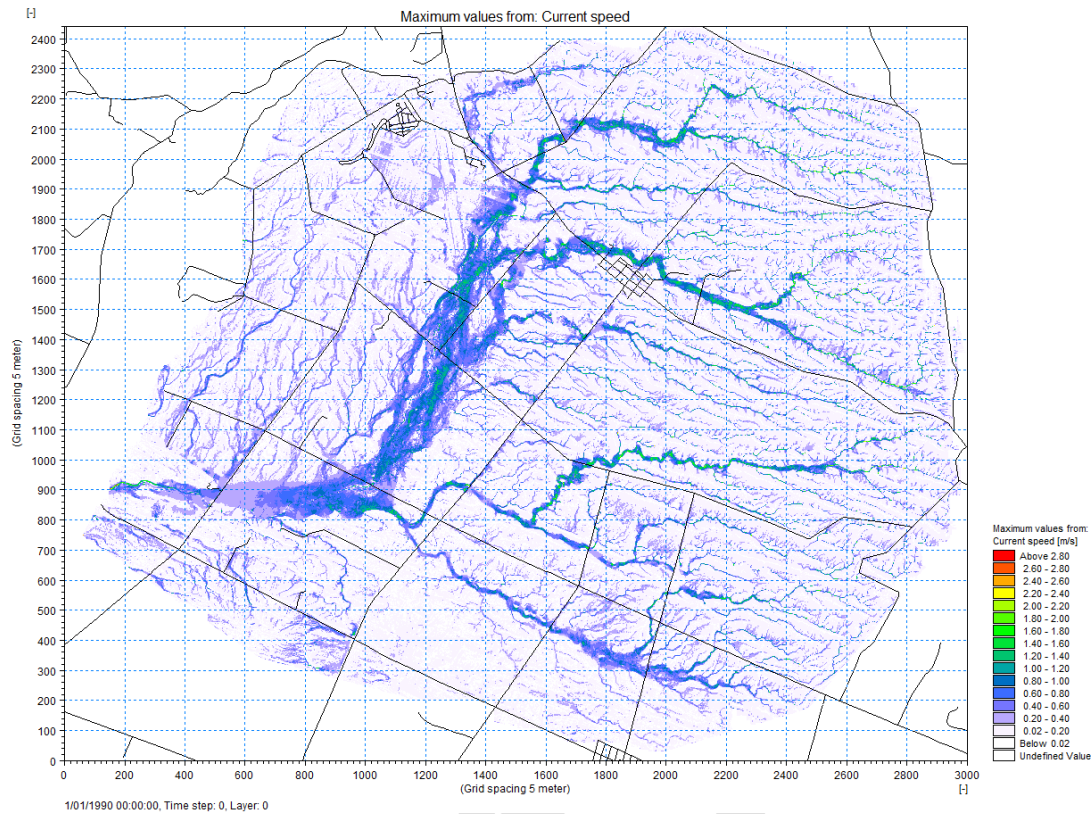 Maximum values from: Current speed
[-]
2400
2300
2200
2100
2000
1900
1800
1700
1600
1500
1400
1300
1200
1100
1000
900
800
700
600
500
400
300
200
100
0
(Grid spacing 5 meter)
0 200 400 600 800 1000 1200 1400 1600 1800 2000 2200 2400 2600 2800 3000
(Grid spacing 5 meter)
[-]
Maximum values from:
Current speed [m/s]
Above 2.80
2.60 - 2.80
2.40 - 2.60
2.20 - 2.40
2.00 - 2.20
1.80 - 2.00
1.60 - 1.80
1.40 - 1.60
1.20 - 1.40
1.00 - 1.20
0.80 - 1.00
0.60 - 0.80
0.40 - 0.60
0.20 - 0.40
0.02 - 0.20
Below 0.02
Undefined Value
1/01/1990 00:00:00, Time step: 0, Layer: 0